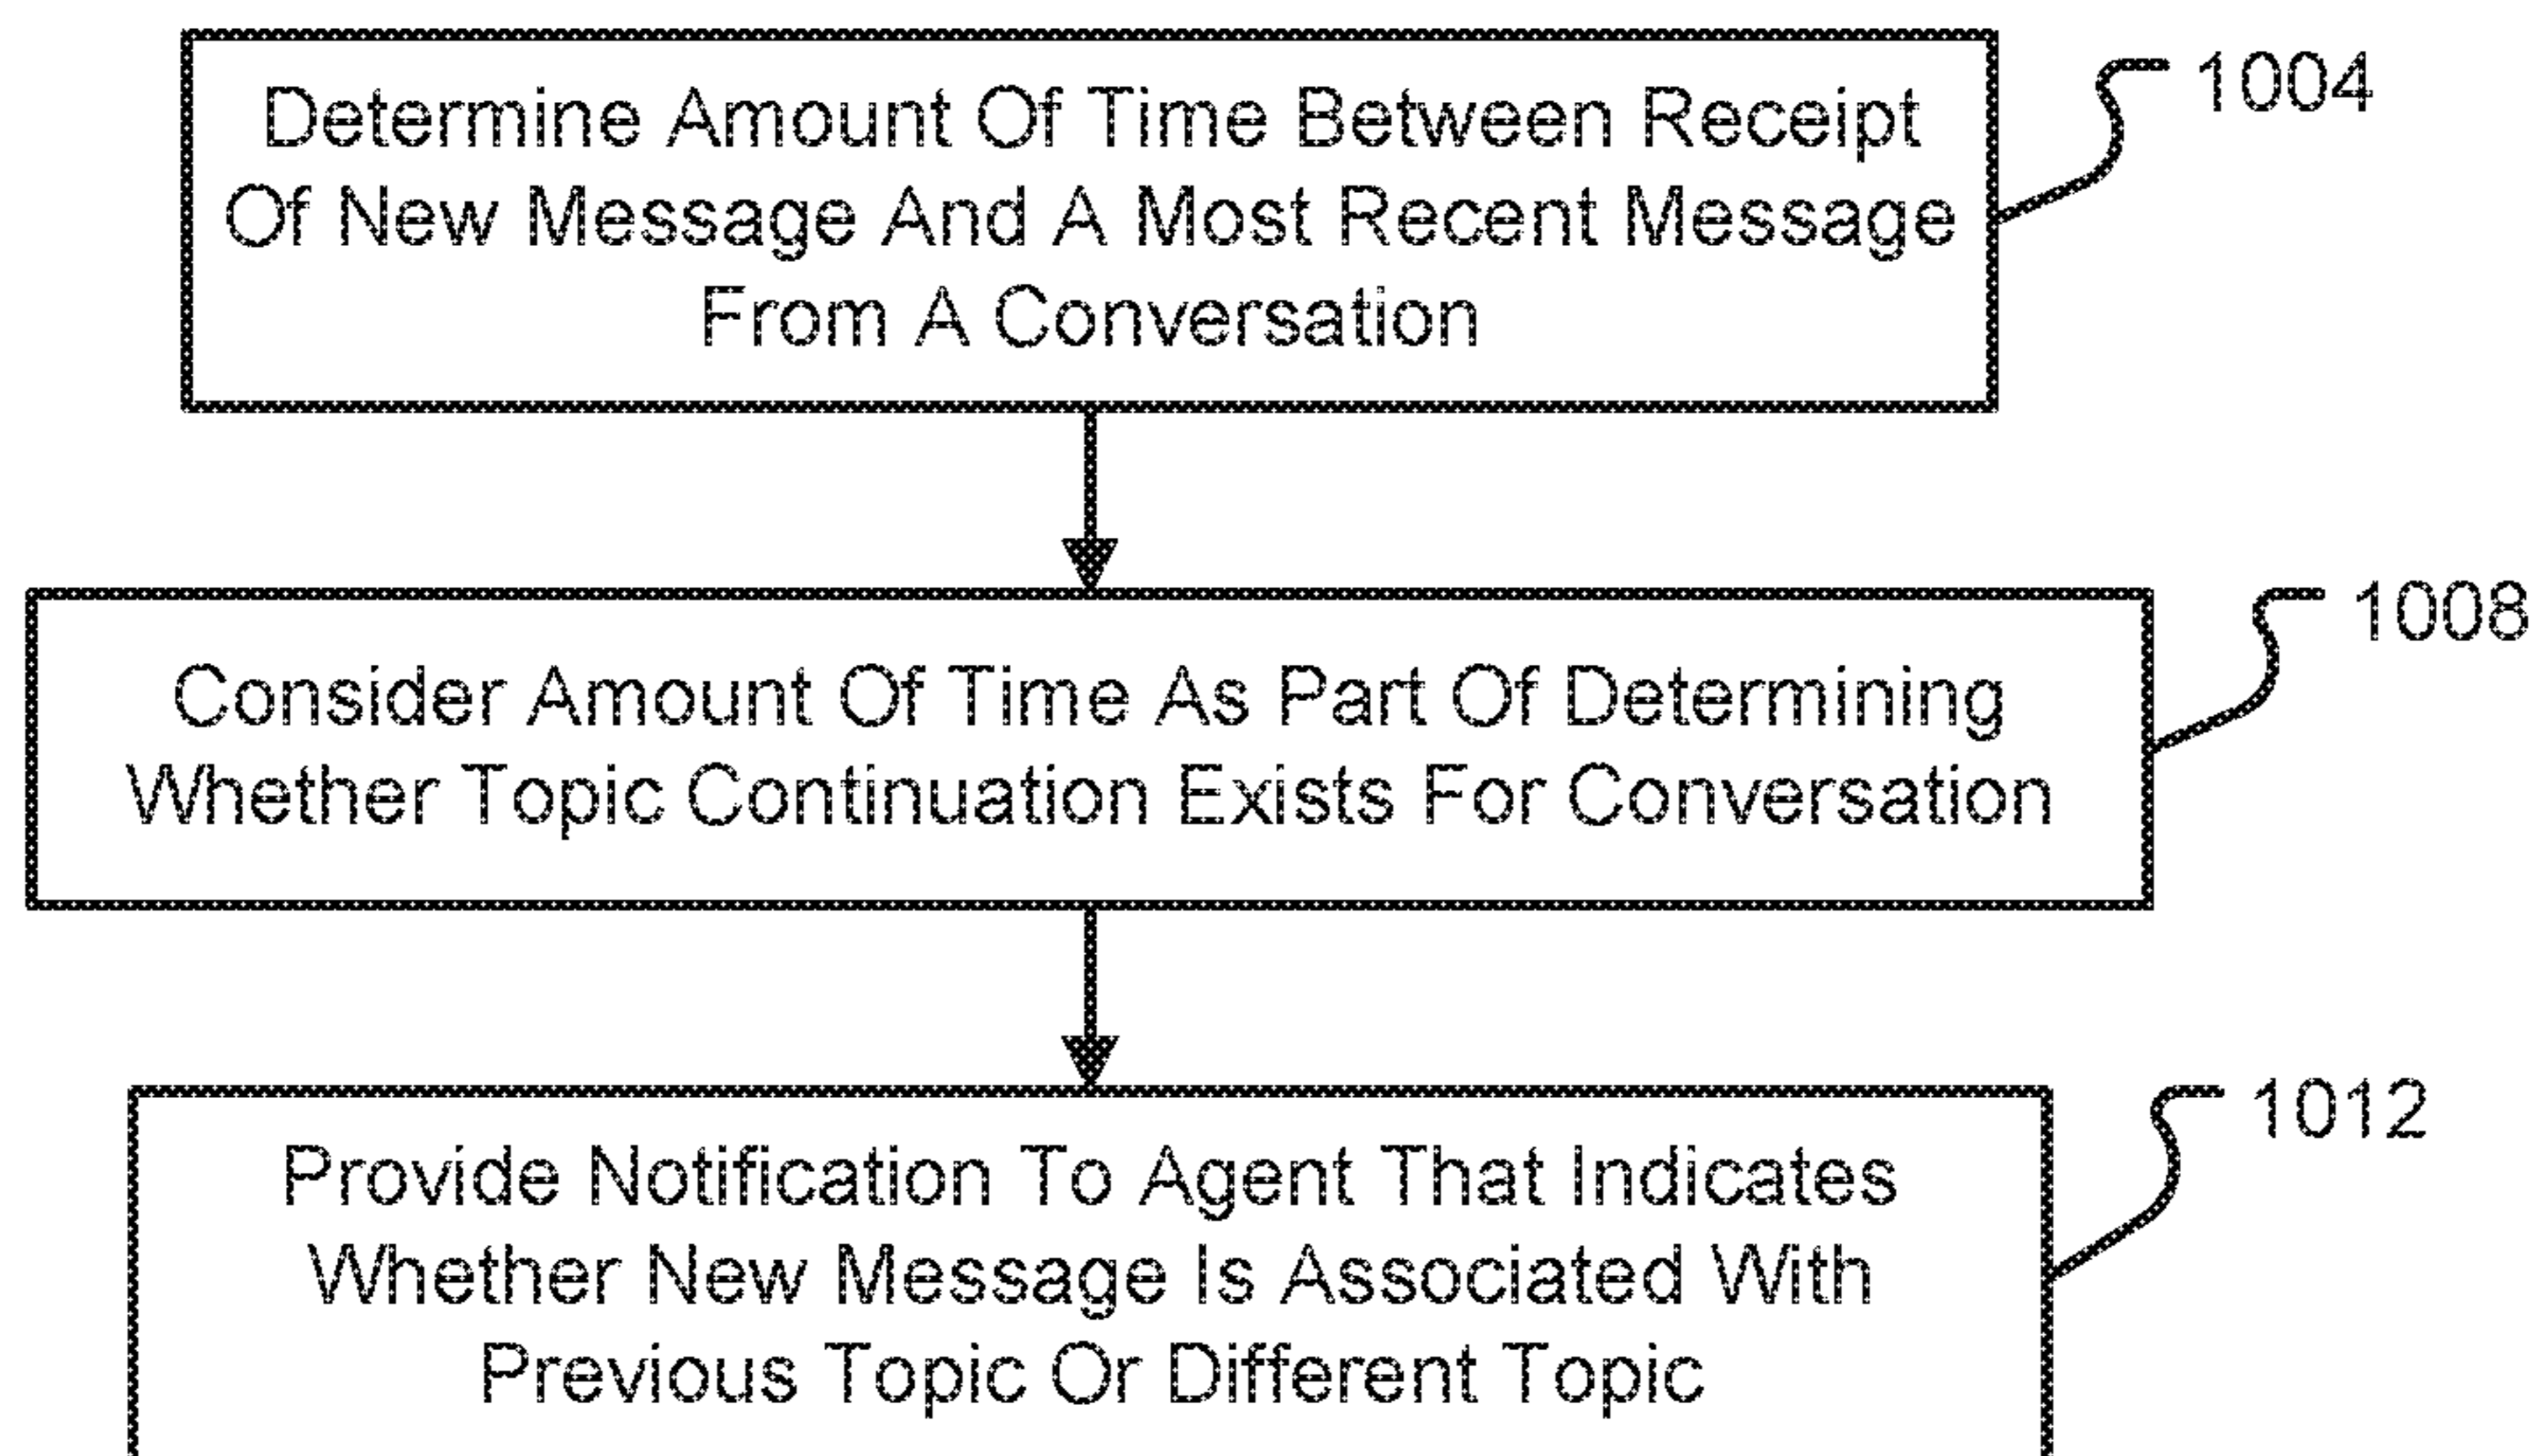 Determine Amount Of Time Between Receipt
Of New Message And A Most Recent Message
From A Conversation
1004
Consider Amount Of Time As Part Of Determining
Whether Topic Continuation Exists For Conversation
1008
Provide Notification To Agent That Indicates
Whether New Message Is Associated With
Previous Topic Or Different Topic
1012